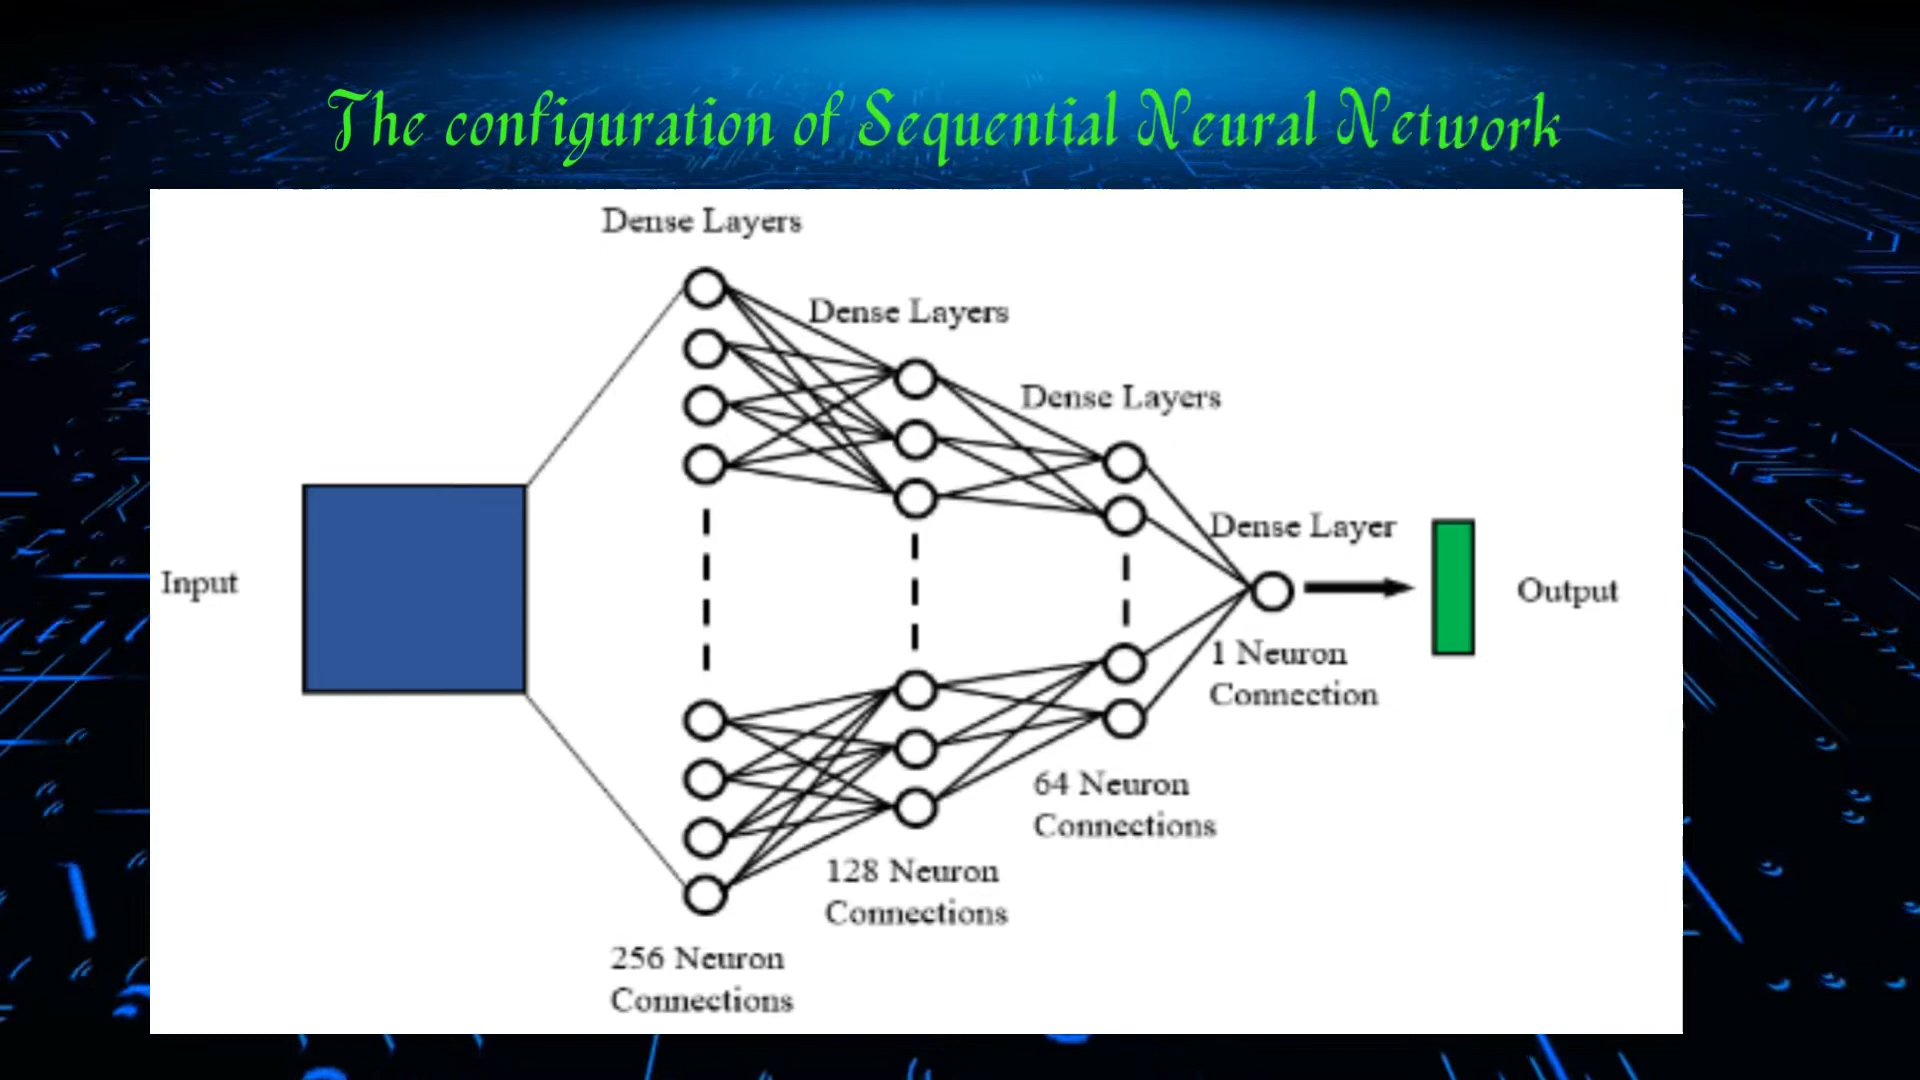 The configuration of Sequential Neural Network
Dense Layers
Dense Layers
Dense Layers
Dense Layer
Input
Output
1 Neuron
Connection
64 Neuron
Connections
128 Neuron
Connections
256 Neuron
Connections